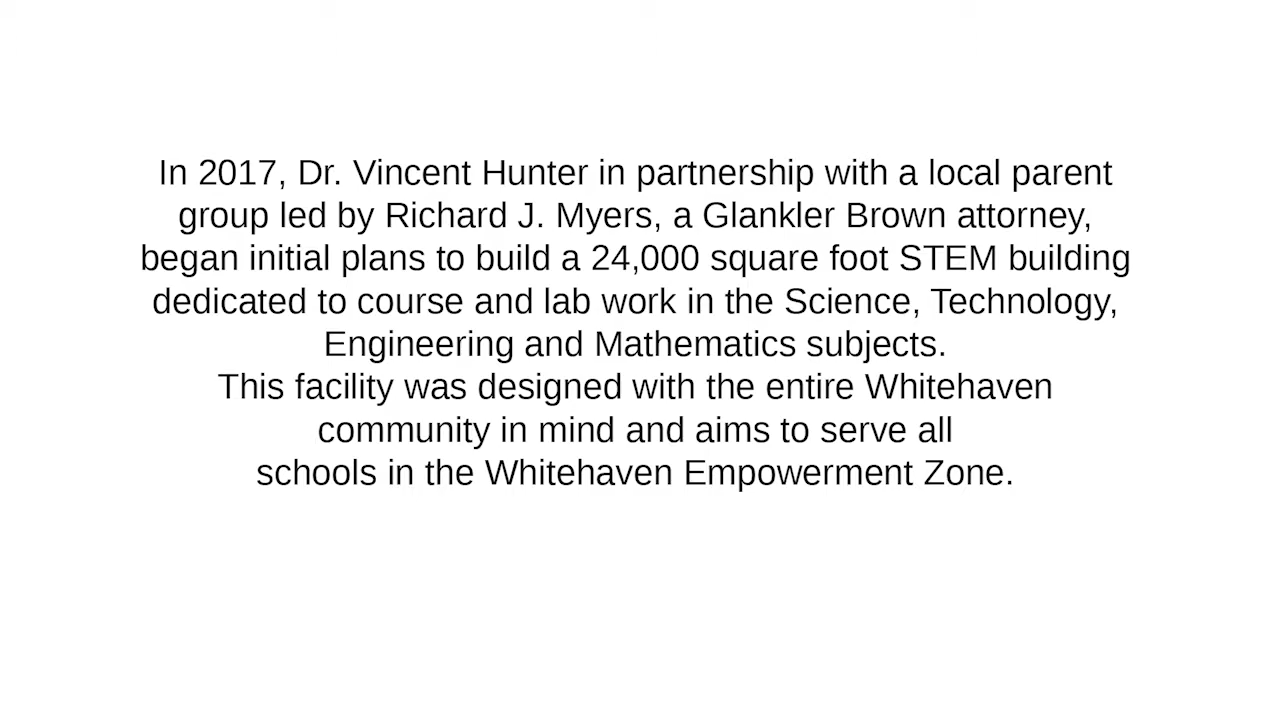 In 2017, Dr. Vincent Hunter in partnership with a local parent
group led by Richard J. Myers, a Glankler Brown attorney,
began initial plans to build a 24,000 square foot STEM building
dedicated to course and lab work in the Science, Technology,
Engineering and Mathematics subjects.
This facility was designed with the entire Whitehaven
community in mind and aims to serve all
schools in the Whitehaven Empowerment Zone.